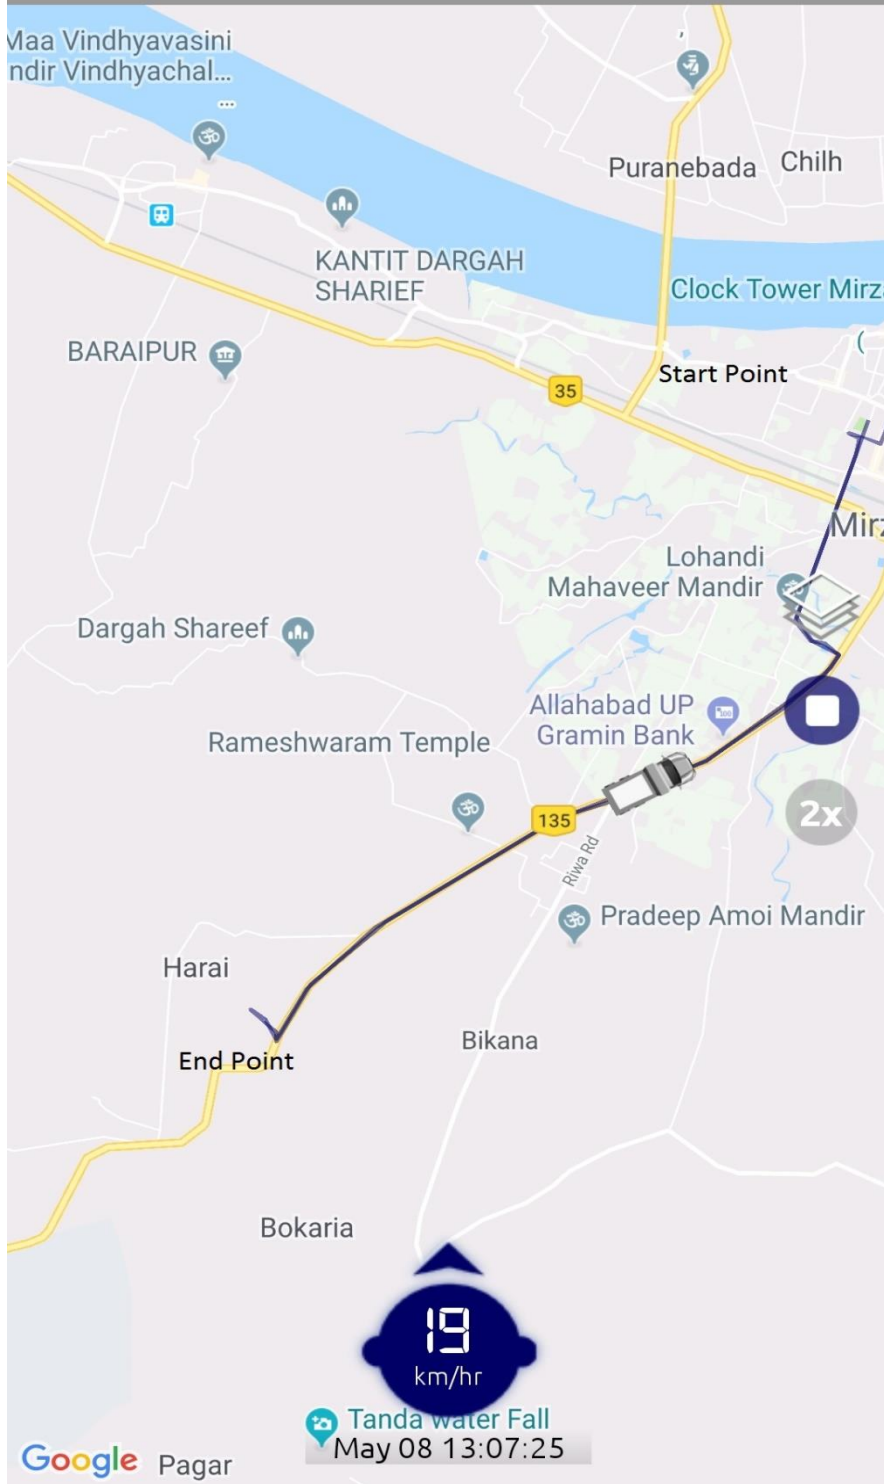 Maa Vindhyavasini
ndir Vindhyachal...
...
Puranebada
Chilh
KANTIT DARGAH
SHARIEF
Clock Tower Mirza
(
BARAIPUR
Start Point
35
Mirz
Lohandi
Mahaveer Mandir
Dargah Shareef
Allahabad UP
Gramin Bank
Rameshwaram Temple
2x
135
Riwa Rd
Pradeep Amoi Mandir
Harai
Bikana
End Point
Bokaria
19
km/hr
Tanda water Fall
May 08 13:07:25
Google
Pagar